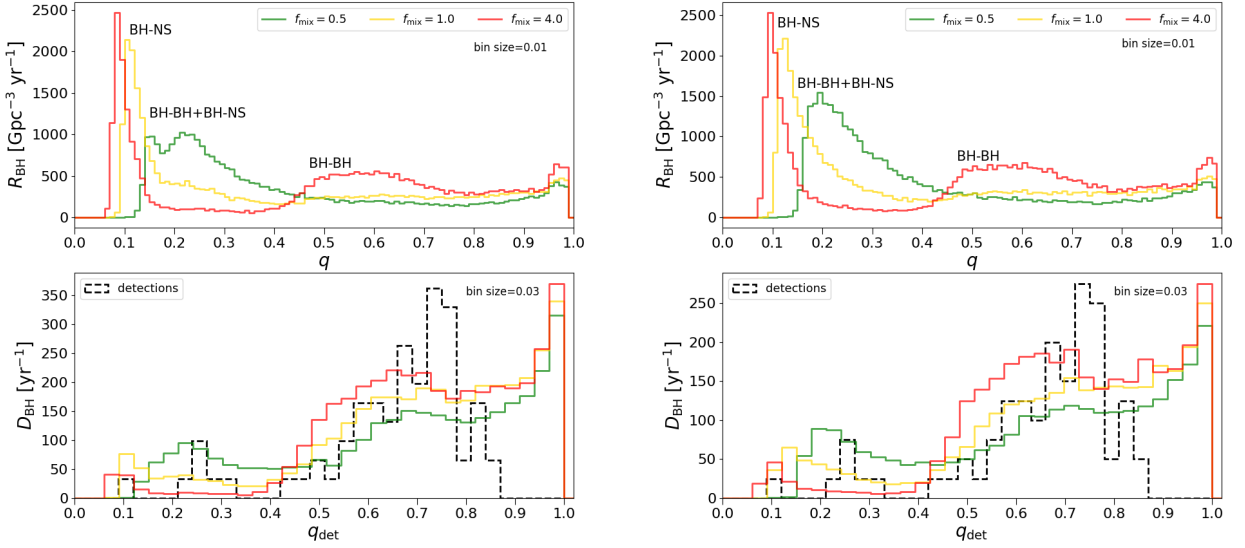 f_mix = 0.5 f_mix = 1.0 f_mix = 4.0
bin size=0.01
BH-NS
BH-BH+BH-NS
BH-BH
R_BH [Gpc⁻³ yr⁻¹]
2500
2000
1500
1000
500
0
0.0 0.1 0.2 0.3 0.4 0.5 0.6 0.7 0.8 0.9 1.0
q
f_mix = 0.5 f_mix = 1.0 f_mix = 4.0
bin size=0.01
BH-NS
BH-BH+BH-NS
BH-BH
R_BH [Gpc⁻³ yr⁻¹]
2500
2000
1500
1000
500
0
0.0 0.1 0.2 0.3 0.4 0.5 0.6 0.7 0.8 0.9 1.0
q
detections
bin size=0.03
D_BH [yr⁻¹]
350
300
250
200
150
100
50
0
0.0 0.1 0.2 0.3 0.4 0.5 0.6 0.7 0.8 0.9 1.0
q_det
detections
bin size=0.03
D_BH [yr⁻¹]
250
200
150
100
50
0
0.0 0.1 0.2 0.3 0.4 0.5 0.6 0.7 0.8 0.9 1.0
q_det